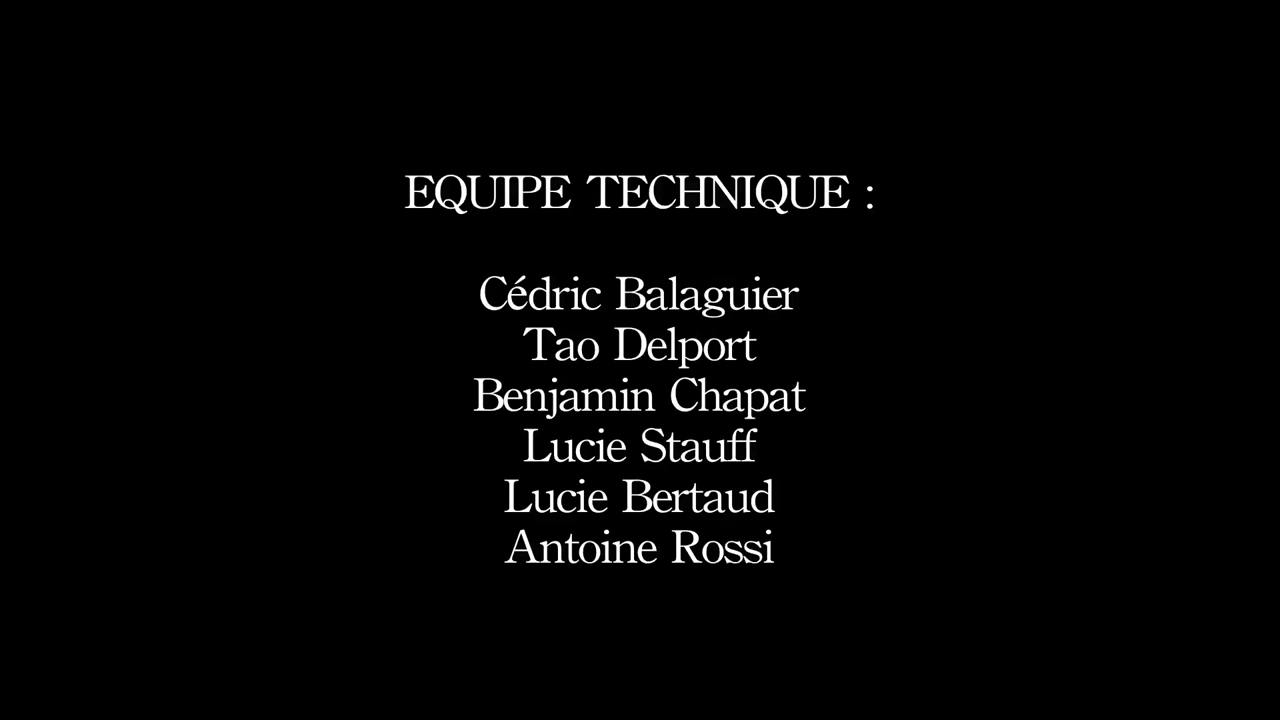 EQUIPE TECHNIQUE :
Cédric Balaguier
Tao Delport
Benjamin Chapat
Lucie Stauff
Lucie Bertaud
Antoine Rossi